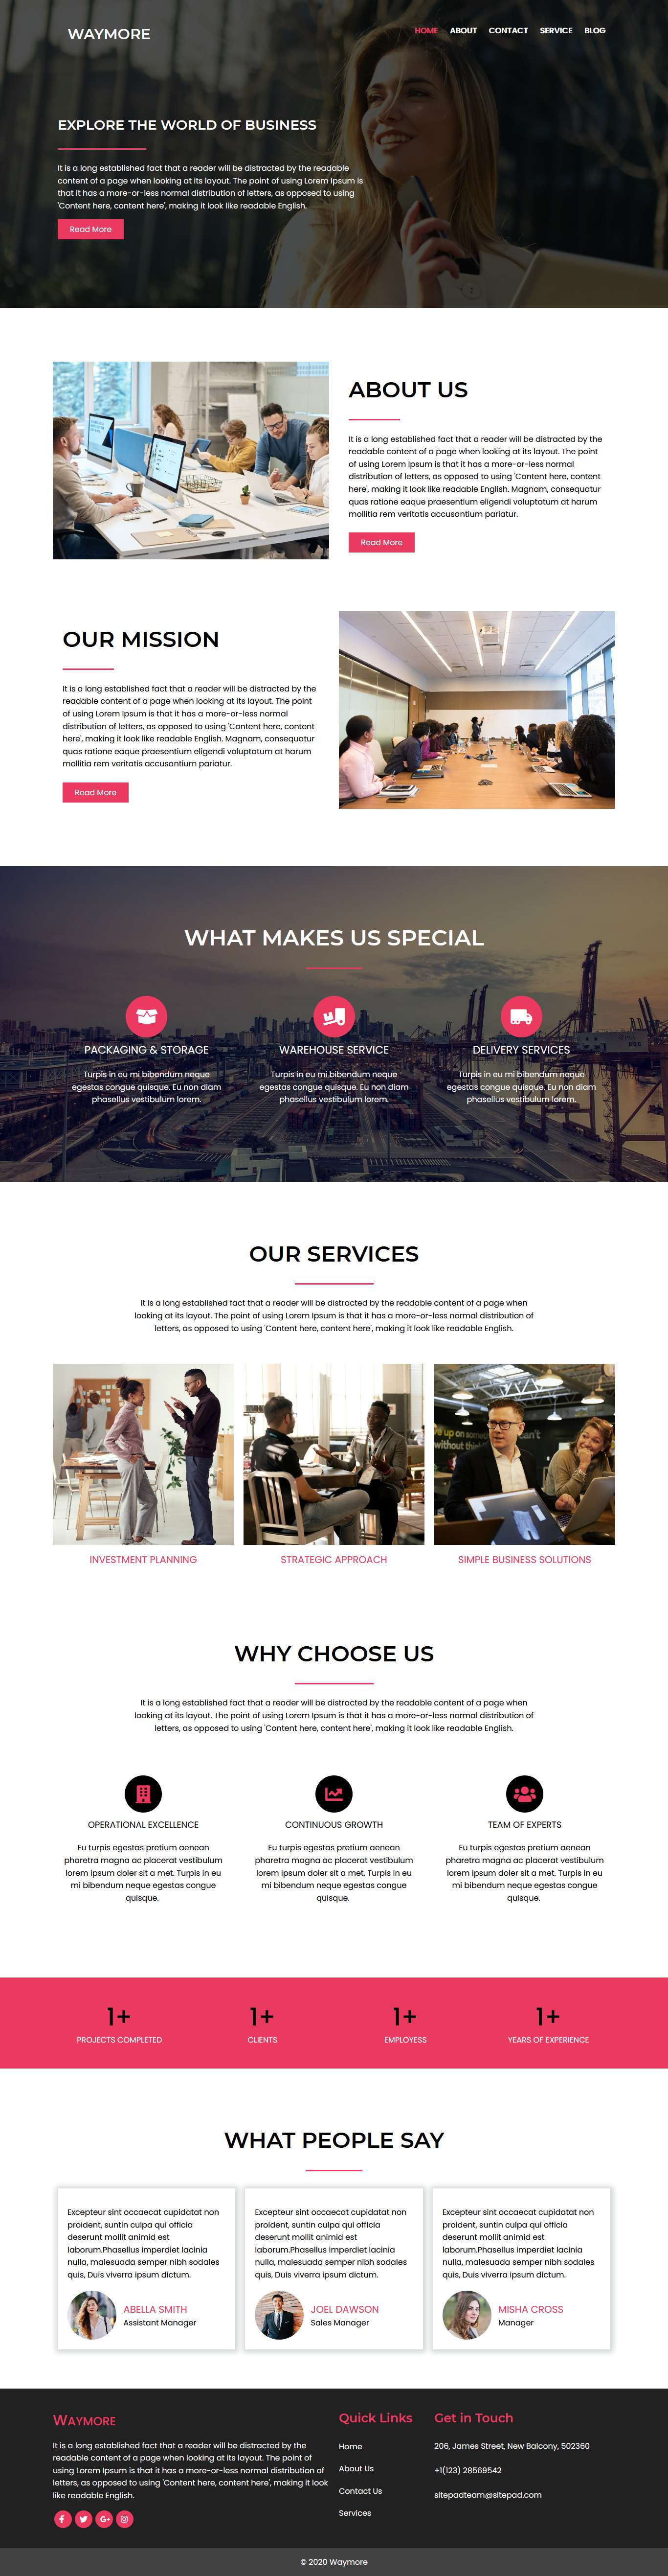 WAYMORE
HOME ABOUT CONTACT SERVICE BLOG
EXPLORE THE WORLD OF BUSINESS
It is a long established fact that a reader will be distracted by the readable
content of a page when looking at its layout. The point of using Lorem Ipsum is
that it has a more-or-less normal distribution of letters, as opposed to using
'Content here, content here', making it look like readable English.
Read More
ABOUT US
It is a long established fact that a reader will be distracted by the
readable content of a page when looking at its layout. The point
of using Lorem Ipsum is that it has a more-or-less normal
distribution of letters, as opposed to using 'Content here, content
here', making it look like readable English. Magnam, consequatur
quas ratione eaque praesentium eligendi voluptatum at harum
mollitia rem veritatis accusantium pariatur.
Read More
OUR MISSION
It is a long established fact that a reader will be distracted by the
readable content of a page when looking at its layout. The point
of using Lorem Ipsum is that it has a more-or-less normal
distribution of letters, as opposed to using 'Content here, content
here', making it look like readable English. Magnam, consequatur
quas ratione eaque praesentium eligendi voluptatum at harum
mollitia rem veritatis accusantium pariatur.
Read More
WHAT MAKES US SPECIAL
PACKAGING & STORAGE
Turpis in eu mi bibendum neque
egestas congue quisque. Eu non diam
phasellus vestibulum lorem.
WAREHOUSE SERVICE
Turpis in eu mi bibendum neque
egestas congue quisque. Eu non diam
phasellus vestibulum lorem.
DELIVERY SERVICES
Turpis in eu mi bibendum neque
egestas congue quisque. Eu non diam
phasellus vestibulum lorem.
OUR SERVICES
It is a long established fact that a reader will be distracted by the readable content of a page when
looking at its layout. The point of using Lorem Ipsum is that it has a more-or-less normal distribution of
letters, as opposed to using 'Content here, content here', making it look like readable English.
INVESTMENT PLANNING
STRATEGIC APPROACH
SIMPLE BUSINESS SOLUTIONS
WHY CHOOSE US
It is a long established fact that a reader will be distracted by the readable content of a page when
looking at its layout. The point of using Lorem Ipsum is that it has a more-or-less normal distribution of
letters, as opposed to using 'Content here, content here', making it look like readable English.
OPERATIONAL EXCELLENCE
Eu turpis egestas pretium aenean
pharetra magna ac placerat vestibulum
lorem ipsum doler sit a met. Turpis in eu
mi bibendum neque egestas congue
quisque.
CONTINUOUS GROWTH
Eu turpis egestas pretium aenean
pharetra magna ac placerat vestibulum
lorem ipsum doler sit a met. Turpis in eu
mi bibendum neque egestas congue
quisque.
TEAM OF EXPERTS
Eu turpis egestas pretium aenean
pharetra magna ac placerat vestibulum
lorem ipsum doler sit a met. Turpis in eu
mi bibendum neque egestas congue
quisque.
1+
PROJECTS COMPLETED
1+
CLIENTS
1+
EMPLOYESS
1+
YEARS OF EXPERIENCE
WHAT PEOPLE SAY
Excepteur sint occaecat cupidatat non
proident, suntin culpa qui officia
deserunt mollit animid est
laborum.Phasellus imperdiet lacinia
nulla, malesuada semper nibh sodales
quis, Duis viverra ipsum dictum.
ABELLA SMITH
Assistant Manager
Excepteur sint occaecat cupidatat non
proident, suntin culpa qui officia
deserunt mollit animid est
laborum.Phasellus imperdiet lacinia
nulla, malesuada semper nibh sodales
quis, Duis viverra ipsum dictum.
JOEL DAWSON
Sales Manager
Excepteur sint occaecat cupidatat non
proident, suntin culpa qui officia
deserunt mollit animid est
laborum.Phasellus imperdiet lacinia
nulla, malesuada semper nibh sodales
quis, Duis viverra ipsum dictum.
MISHA CROSS
Manager
WAYMORE
It is a long established fact that a reader will be distracted by the
readable content of a page when looking at its layout. The point of
using Lorem Ipsum is that it has a more-or-less normal distribution of
letters, as opposed to using 'Content here, content here', making it look
like readable English.
Quick Links
Home
About Us
Contact Us
Services
Get in Touch
206, James Street, New Balcony, 502360
+1(123) 28569542
sitepadteam@sitepad.com
© 2020 Waymore